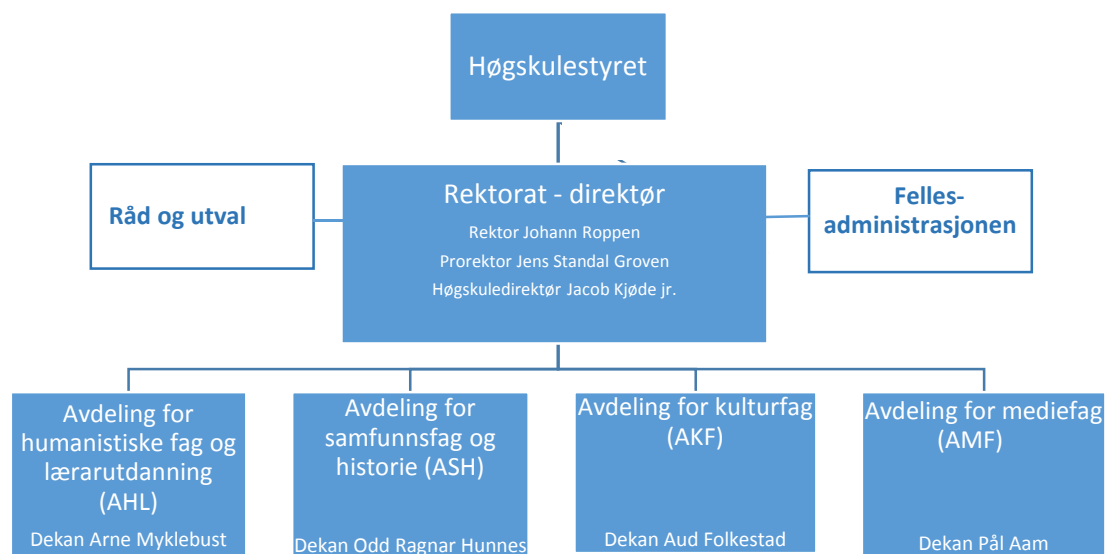 Høgskulestyret
Råd og utval
Rektorat - direktør
Rektor Johann Roppen
Prorektor Jens Standal Groven
Høgskuledirektør Jacob Kjøde jr.
Felles-
administrasjonen
Avdeling for
humanistiske fag og
lærarutdanning
(AHL)
Dekan Arne Myklebust
Avdeling for
samfunnsfag og
historie (ASH)
Dekan Odd Ragnar Hunnes
Avdeling for kulturfag
(AKF)
Dekan Aud Folkestad
Avdeling for mediefag
(AMF)
Dekan Pål Aam